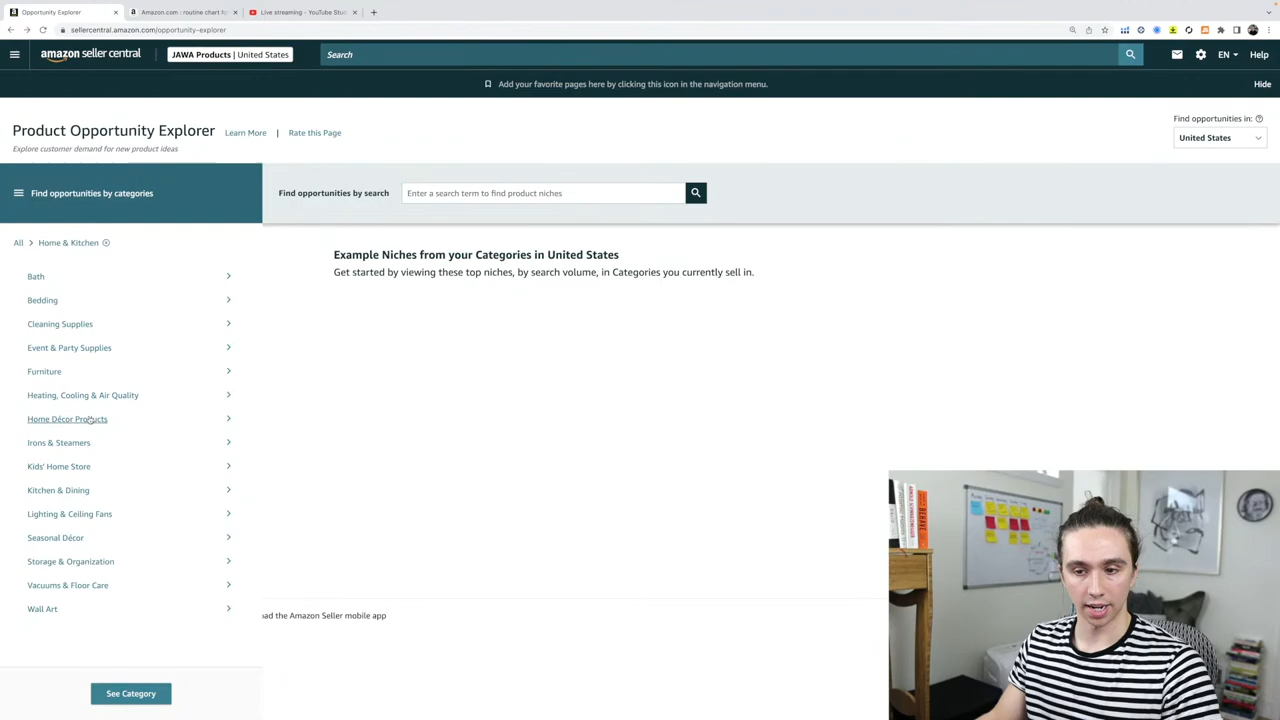 Opportunity Explorer
Amazon.com : routine chart fo
Live streaming - YouTube Stud
sellercentral.amazon.com/opportunity-explorer
amazon seller central
JAWA Products | United States
Search
EN
Help
Add your favorite pages here by clicking this icon in the navigation menu.
Hide
Product Opportunity Explorer
Learn More | Rate this Page
Explore customer demand for new product ideas
Find opportunities in:
United States
Find opportunities by categories
Find opportunities by search
Enter a search term to find product niches
All > Home & Kitchen
Example Niches from your Categories in United States
Get started by viewing these top niches, by search volume, in Categories you currently sell in.
Bath
Bedding
Cleaning Supplies
Event & Party Supplies
Furniture
Heating, Cooling & Air Quality
Home Décor Products
Irons & Steamers
Kids' Home Store
Kitchen & Dining
Lighting & Ceiling Fans
Seasonal Décor
Storage & Organization
Vacuums & Floor Care
Wall Art
oad the Amazon Seller mobile app
See Category